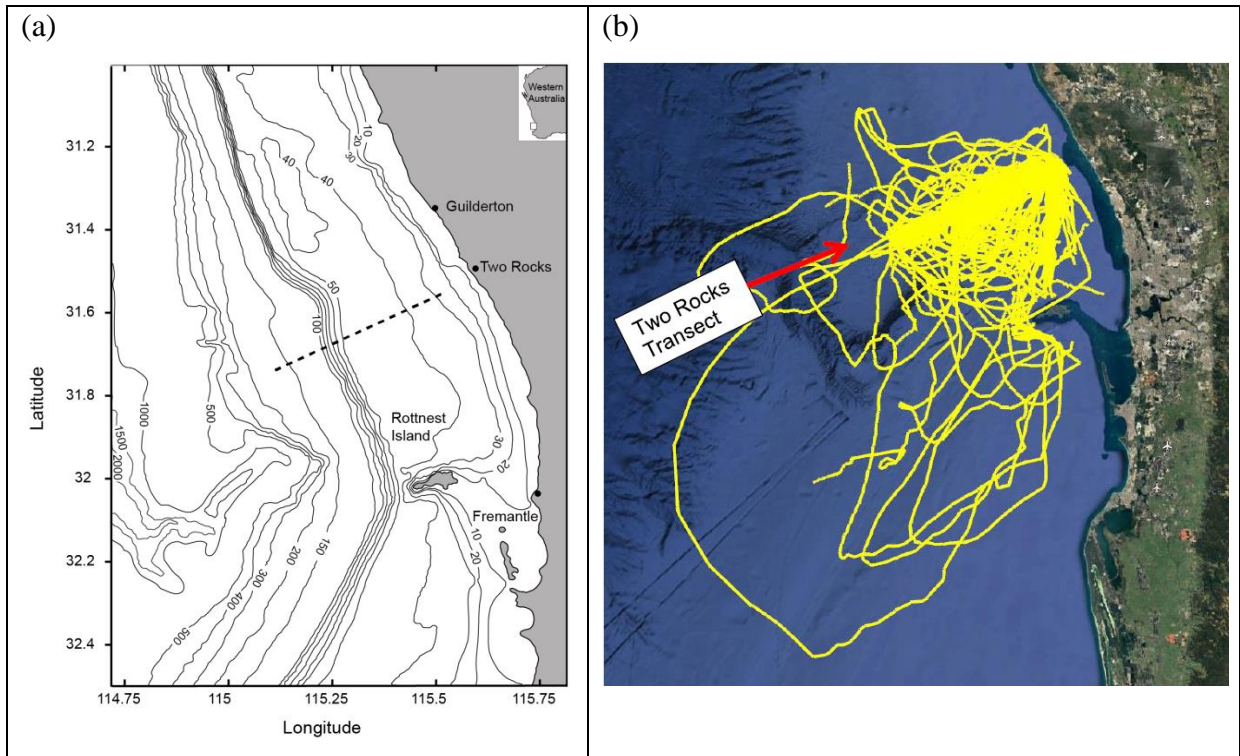 (a)
Western
Australia
10
20
30
40
40
31.2
Guilderton
31.4
Two Rocks
50
100
31.6
Latitude
31.8
1000
500
1500
2000
Rottnest
Island
30
20
32
Fremantle
10
20
32.2
150
200
300
400
500
32.4
114.75
115
115.25
115.5
115.75
Longitude
(b)
Two Rocks
Transect